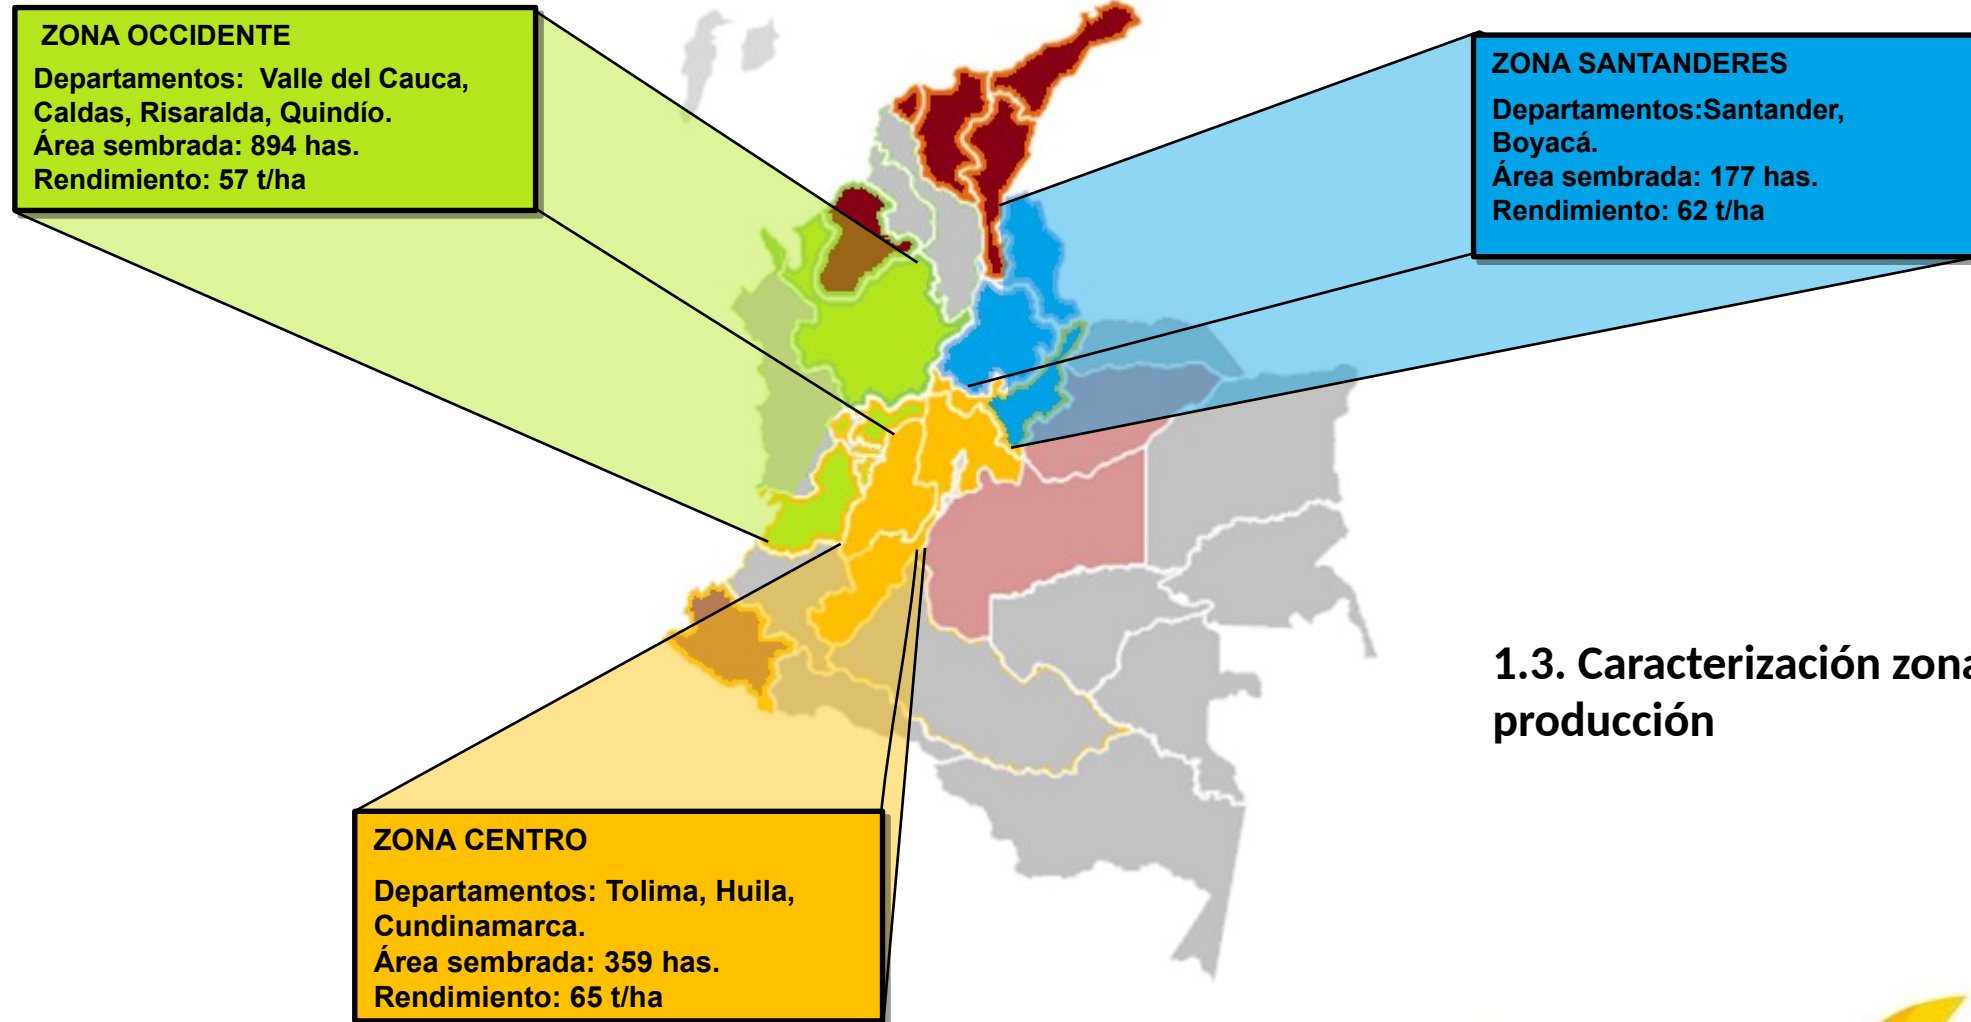 ZONA OCCIDENTE
Departamentos: Valle del Cauca,
Caldas, Risaralda, Quindío.
Área sembrada: 894 has.
Rendimiento: 57 t/ha
ZONA SANTANDERES
Departamentos:Santander,
Boyacá.
Área sembrada: 177 has.
Rendimiento: 62 t/ha
1.3. Caracterización zona
producción
ZONA CENTRO
Departamentos: Tolima, Huila,
Cundinamarca.
Área sembrada: 359 has.
Rendimiento: 65 t/ha